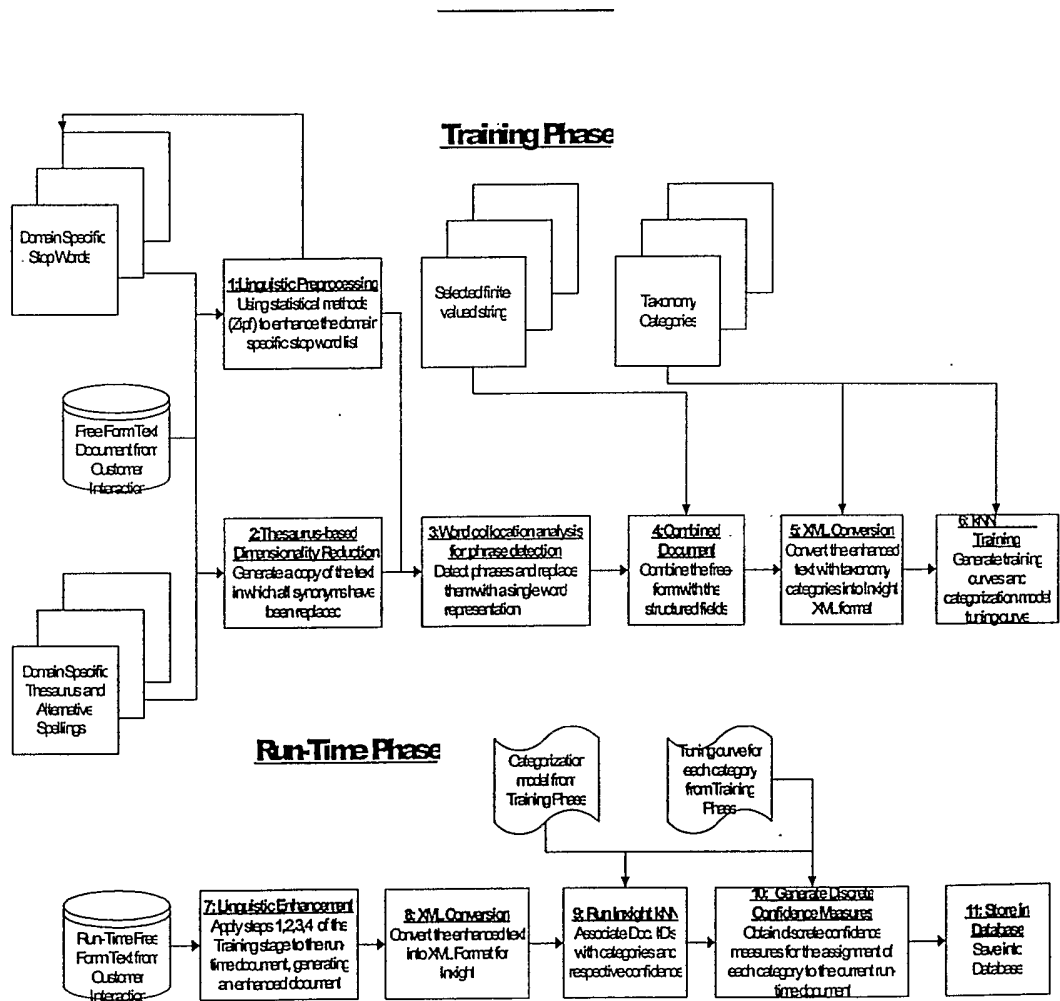 Training Phase
Domain Specific
Stop Words
1: Linguistic Preprocessing
Using statistical methods
(Zipf) to enhance the domain
specific stop word list
Selected finite-
valued string
Taxonomy
Categories
Free Form Text
Document from
Customer
Interaction
2: Thesaurus-based
Dimensionality Reduction
Generate a copy of the text
in which all synonyms have
been replaced
3: Word collocation analysis
for phrase detection
Detect phrases and replace
them with a single word
representation
4: Combined
Document
Combine the free-
form with the
structured fields
5: XML Conversion
Convert the enhanced
text with taxonomy
categories into Inxight
XML format
6: kNN
Training
Generate training
curves and
categorization model
tuning curve
Domain Specific
Thesaurus and
Alternative
Spellings
Run-Time Phase
Categorization
model from
Training Phase
Tuning curve for
each category
from Training
Phase
Run-Time Free
Form Text from
Customer
Interaction
7: Linguistic Enhancement
Apply steps 1,2,3,4 of the
Training stage to the run-
time document, generating
an enhanced document
8: XML Conversion
Convert the enhanced text
into XML Format for
Inxight
9: Run Inxight kNN
Associate Doc. IDs
with categories and
respective confidence
10: Generate Discrete
Confidence Measures
Obtain discrete confidence
measures for the assignment of
each category to the current run-
time document
11: Store in
Database
Save into
Database